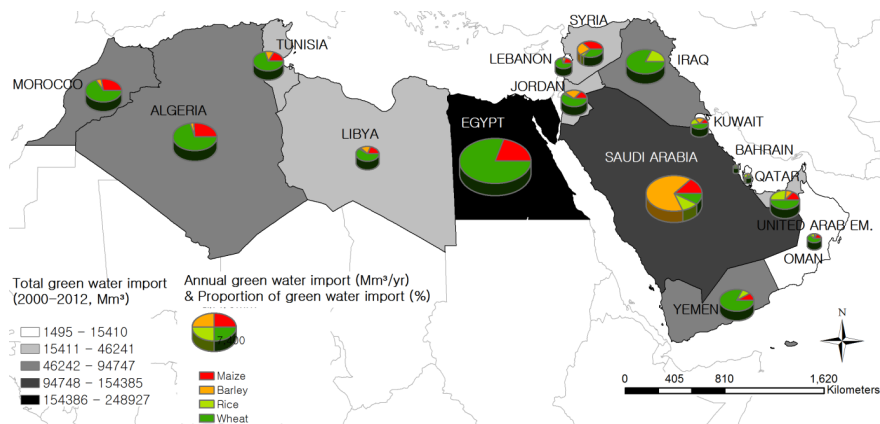 SYRIA
TUNISIA
LEBANON
IRAQ
MOROCCO
JORDAN
ALGERIA
LIBYA
EGYPT
KUWAIT
BAHRAIN
SAUDI ARABIA
QATAR
UNITED ARAB EM.
OMAN
YEMEN
Total green water import
(2000-2012, Mm³)
1495 - 15410
15411 - 46241
46242 - 94747
94748 - 154385
154386 - 248927
Annual green water import (Mm³/yr)
& Proportion of green water import (%)
7,400
Maize
Barley
Rice
Wheat
N
0 405 810 1,620
Kilometers